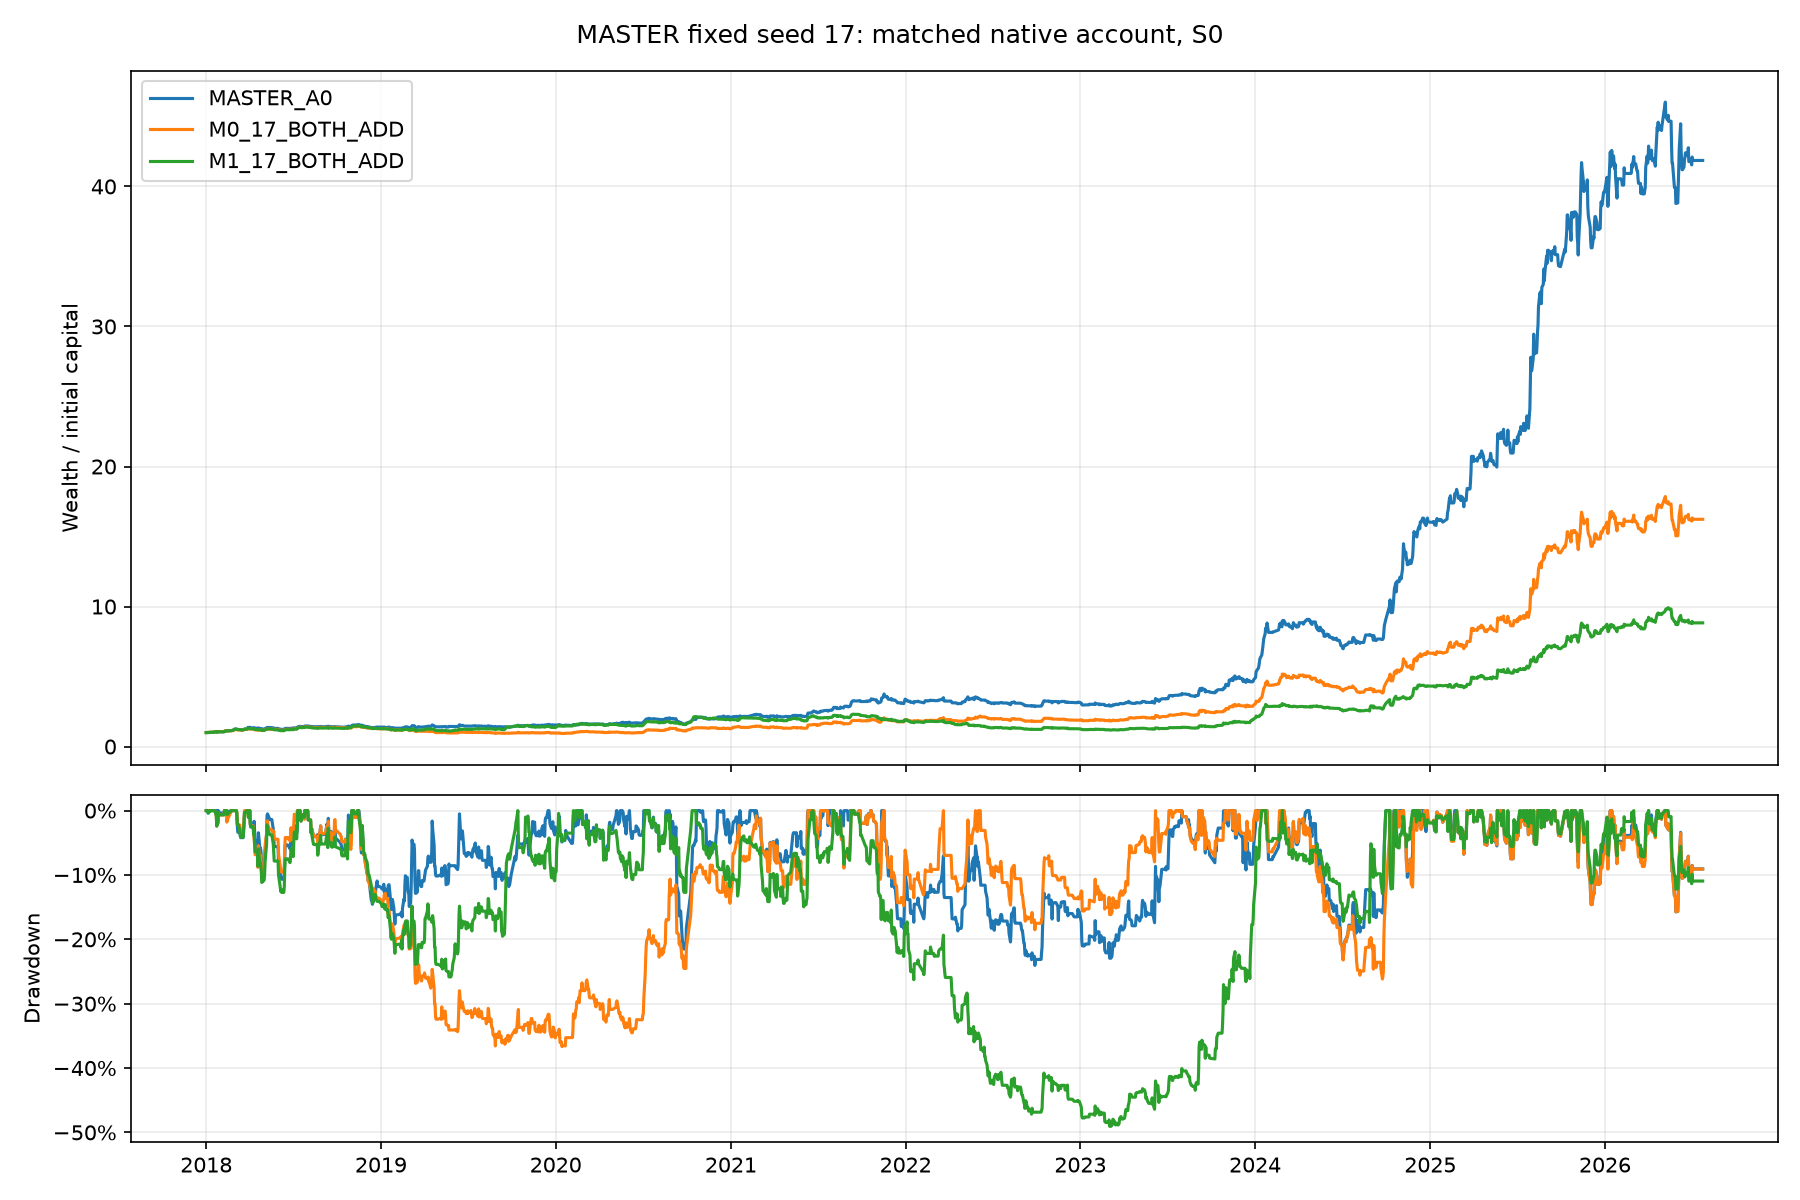 MASTER fixed seed 17: matched native account, S0
MASTER_A0
M0_17_BOTH_ADD
M1_17_BOTH_ADD
Wealth / initial capital
40
30
20
10
0
Drawdown
0%
−10%
−20%
−30%
−40%
−50%
2018 2019 2020 2021 2022 2023 2024 2025 2026